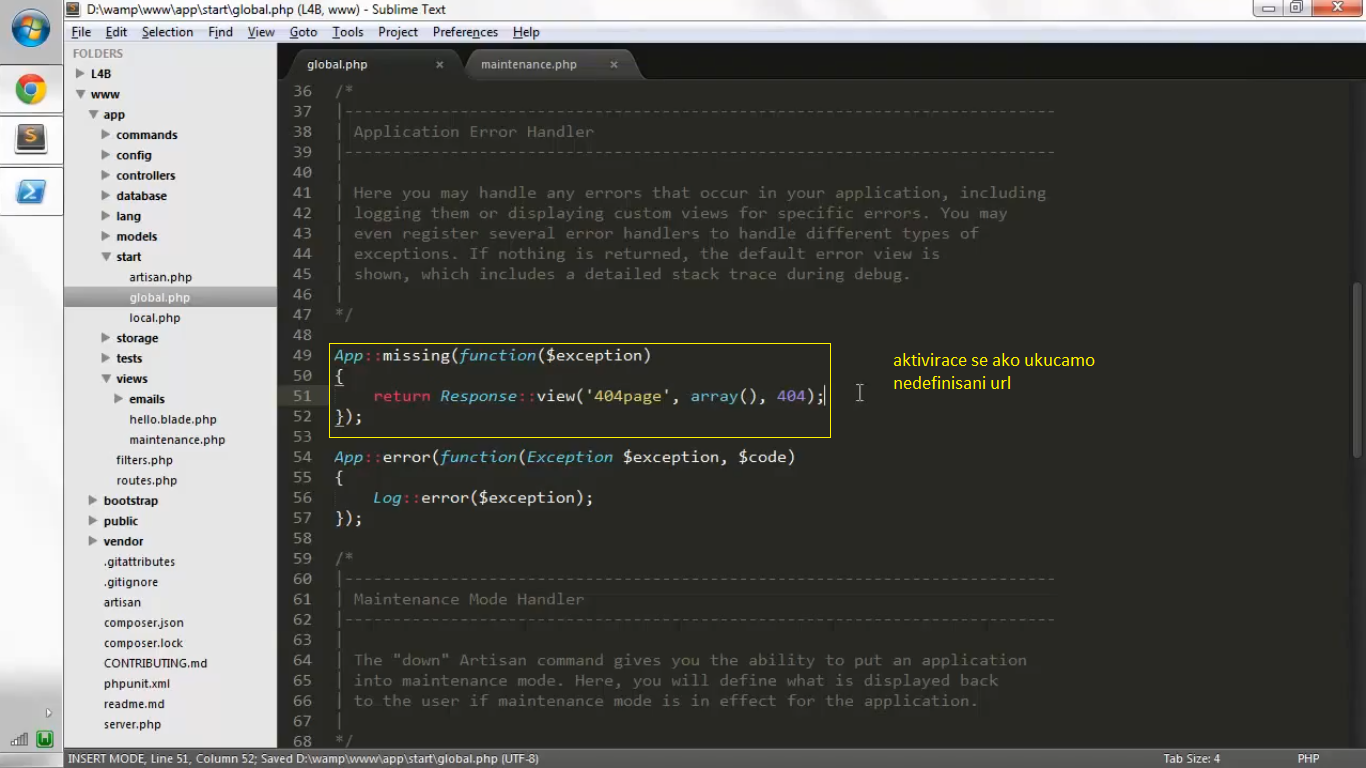 D:\wamp\www\app\start\global.php (L4B, www) - Sublime Text
File Edit Selection Find View Goto Tools Project Preferences Help
FOLDERS
L4B
www
app
commands
config
controllers
database
lang
models
start
artisan.php
global.php
local.php
storage
tests
views
emails
hello.blade.php
maintenance.php
filters.php
routes.php
bootstrap
public
vendor
.gitattributes
.gitignore
artisan
composer.json
composer.lock
CONTRIBUTING.md
phpunit.xml
readme.md
server.php
global.php × maintenance.php ×
36 /*
37 |--------------------------------------------------------------------------
38 | Application Error Handler
39 |--------------------------------------------------------------------------
40 |
41 | Here you may handle any errors that occur in your application, including
42 | logging them or displaying custom views for specific errors. You may
43 | even register several error handlers to handle different types of
44 | exceptions. If nothing is returned, the default error view is
45 | shown, which includes a detailed stack trace during debug.
46 |
47 */
48
49 App::missing(function($exception)
50 {
51 return Response::view('404page', array(), 404);
52 });
53
54 App::error(function(Exception $exception, $code)
55 {
56 Log::error($exception);
57 });
58
59 /*
60 |--------------------------------------------------------------------------
61 | Maintenance Mode Handler
62 |--------------------------------------------------------------------------
63 |
64 | The "down" Artisan command gives you the ability to put an application
65 | into maintenance mode. Here, you will define what is displayed back
66 | to the user if maintenance mode is in effect for the application.
67 |
68 */
aktivirace se ako ukucamo
nedefinisani url
INSERT MODE, Line 51, Column 52; Saved D:\wamp\www\app\start\global.php (UTF-8) Tab Size: 4 PHP